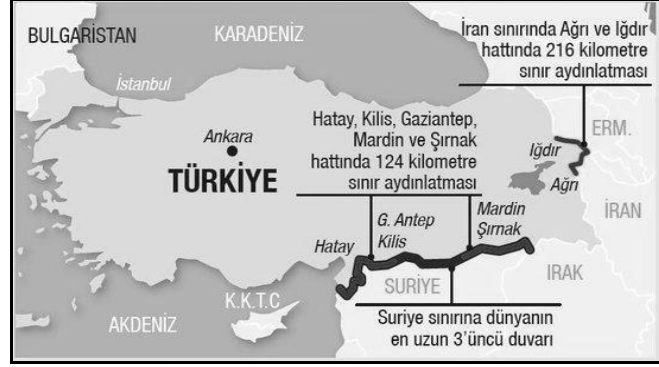 BULGARİSTAN
KARADENİZ
İran sınırında Ağrı ve Iğdır
hattında 216 kilometre
sınır aydınlatması
İstanbul
Hatay, Kilis, Gaziantep,
Mardin ve Şırnak
hattında 124 kilometre
sınır aydınlatması
ERM.
Ankara
TÜRKİYE
Iğdır
Ağrı
İRAN
G. Antep
Kilis
Mardin
Şırnak
Hatay
SURİYE
IRAK
K.K.T.C
AKDENİZ
Suriye sınırına dünyanın
en uzun 3'üncü duvarı